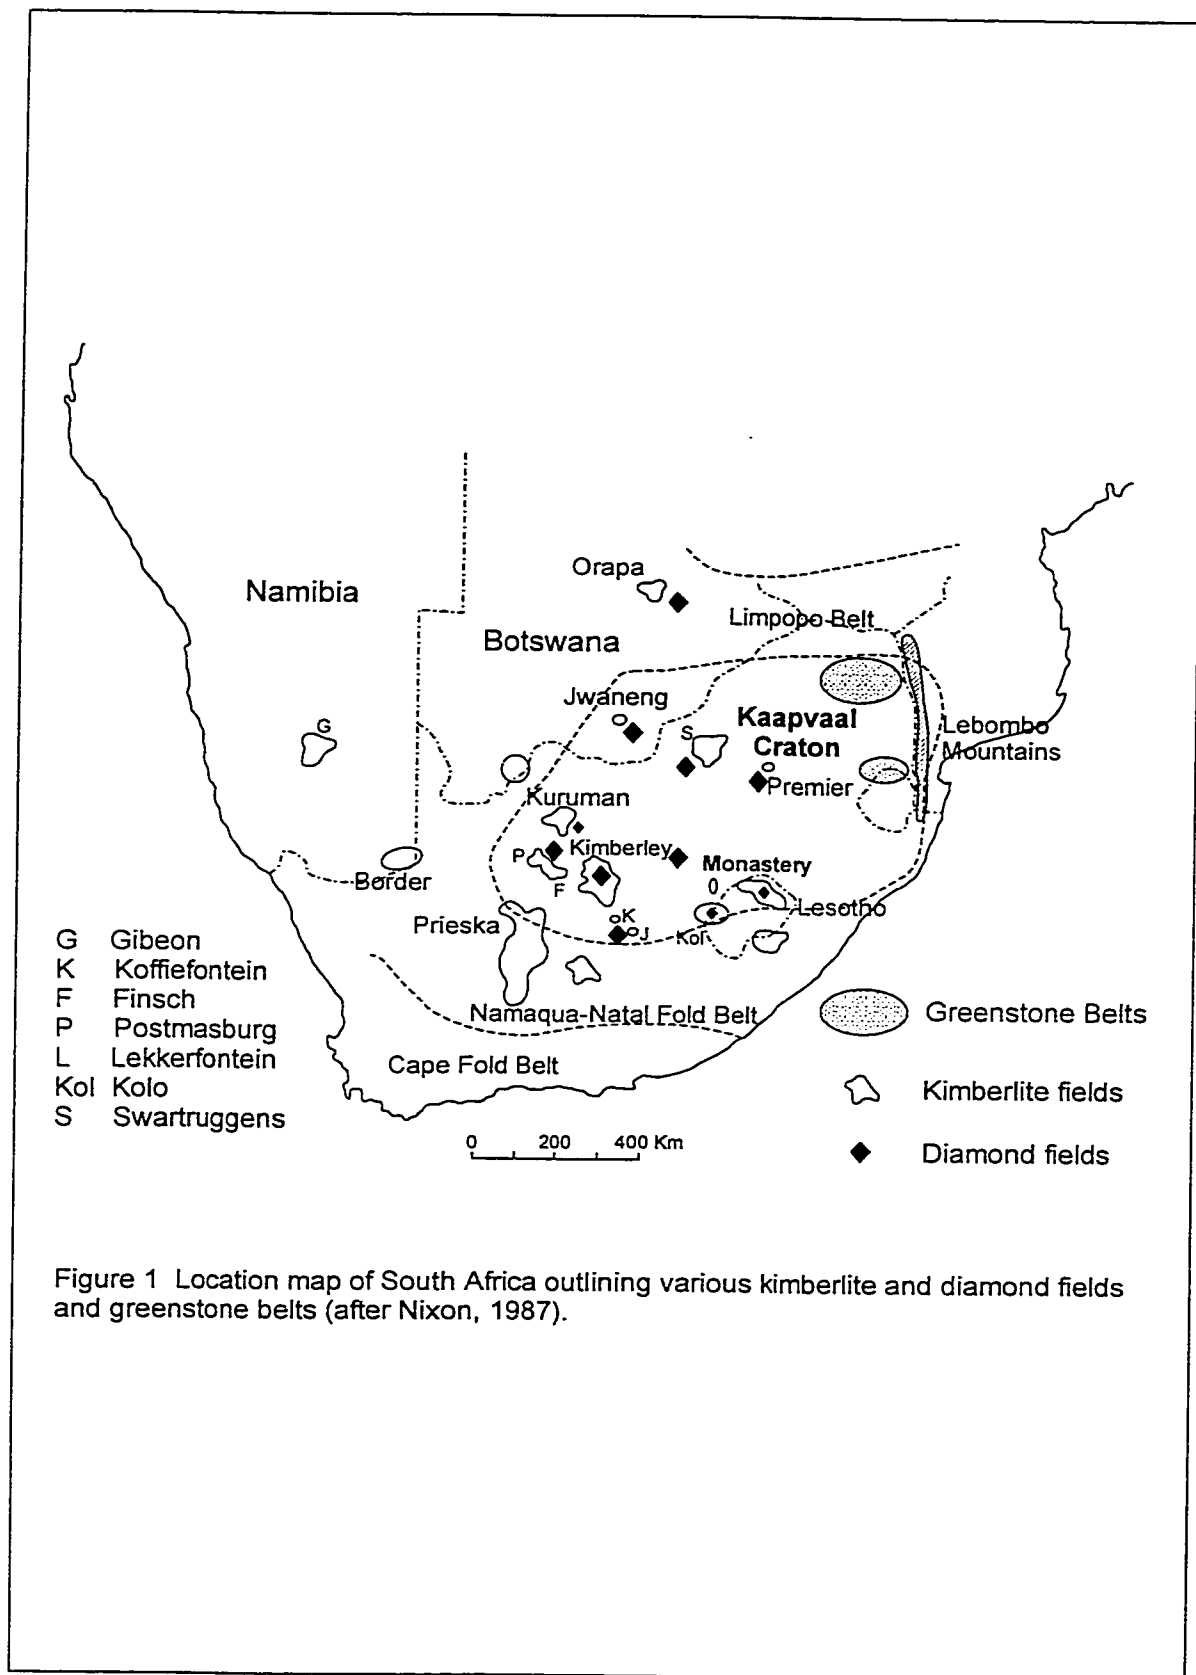 Orapa
Namibia
Limpopo Belt
Botswana
Jwaneng
G
S
Kaapvaal
Craton
Lebombo
Mountains
Premier
Kuruman
P
Kimberley
Monastery
F
Border
Lesotho
Prieska
K
J
Kol
G Gibeon
K Koffiefontein
F Finsch
P Postmasburg
L Lekkerfontein
Kol Kolo
S Swartruggens
Namaqua-Natal Fold Belt
Cape Fold Belt
Greenstone Belts
Kimberlite fields
Diamond fields
0 200 400 Km
Figure 1 Location map of South Africa outlining various kimberlite and diamond fields
and greenstone belts (after Nixon, 1987).